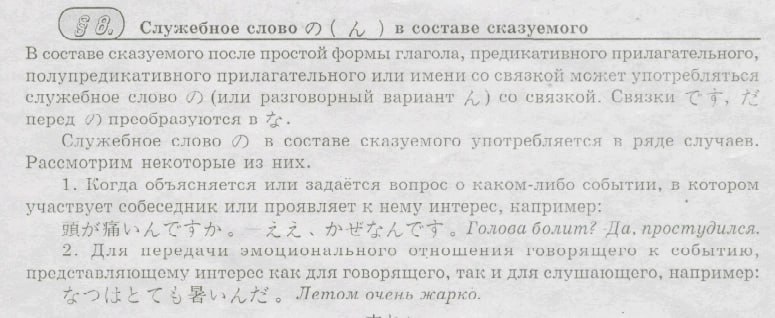 § 8. Служебное слово の ( ん ) в составе сказуемого
В составе сказуемого после простой формы глагола, предикативного прилагательного,
полупредикативного прилагательного или имени со связкой может употребляться
служебное слово の (или разговорный вариант ん) со связкой. Связки です, だ
перед の преобразуются в な.
Служебное слово の в составе сказуемого употребляется в ряде случаев.
Рассмотрим некоторые из них.
1. Когда объясняется или задаётся вопрос о каком-либо событии, в котором
участвует собеседник или проявляет к нему интерес, например:
頭が痛いんですか。 —ええ、かぜなんです。Голова болит? -Да, простудился.
2. Для передачи эмоционального отношения говорящего к событию,
представляющему интерес как для говорящего, так и для слушающего, например:
なつはとても暑いんだ。Летом очень жарко.